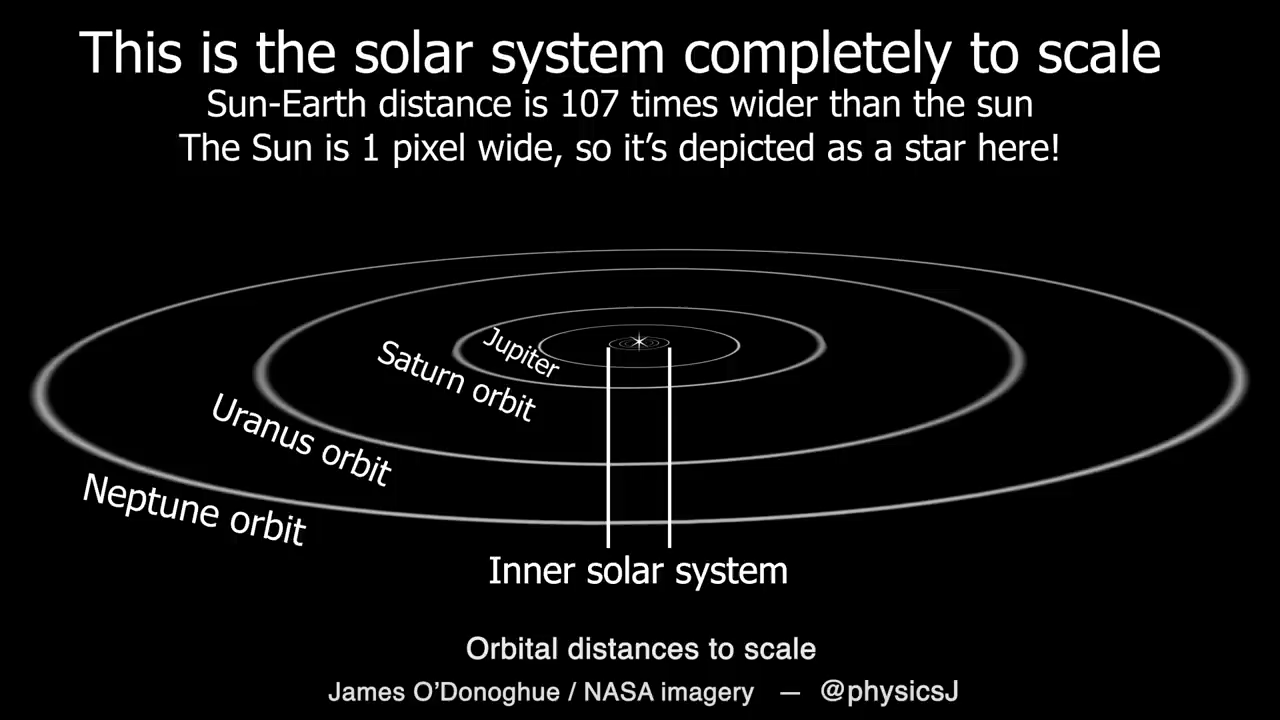 This is the solar system completely to scale
Sun-Earth distance is 107 times wider than the sun
The Sun is 1 pixel wide, so it’s depicted as a star here!
Jupiter
Saturn orbit
Uranus orbit
Neptune orbit
Inner solar system
Orbital distances to scale
James O’Donoghue / NASA imagery — @physicsJ